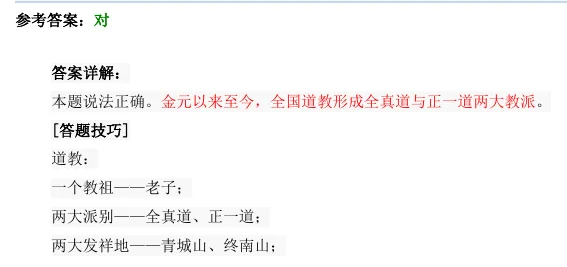 参考答案：对
答案详解：
本题说法正确。金元以来至今，全国道教形成全真道与正一道两大教派。
[答题技巧]
道教：
一个教祖——老子；
两大派别——全真道、正一道；
两大发祥地——青城山、终南山；